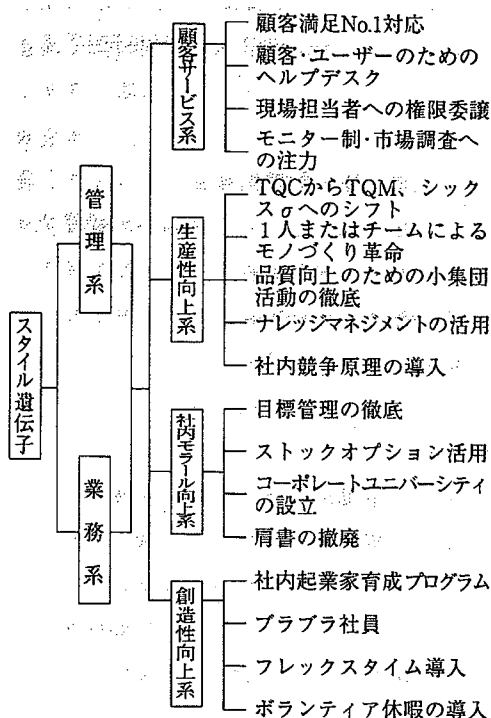 スタイル遺伝子
管理系
業務系
顧客サービス系
顧客満足No.1対応
顧客・ユーザーのための
ヘルプデスク
現場担当者への権限委譲
モニター制・市場調査へ
の注力
生産性向上系
TQCからTQM、シック
スσへのシフト
1人またはチームによる
モノづくり革命
品質向上のための小集団
活動の徹底
ナレッジマネジメントの活用
社内競争原理の導入
社内モラール向上系
目標管理の徹底
ストックオプション活用
コーポレートユニバーシティ
の設立
肩書の撤廃
創造性向上系
社内起業家育成プログラム
ブラブラ社員
フレックスタイム導入
ボランティア休暇の導入